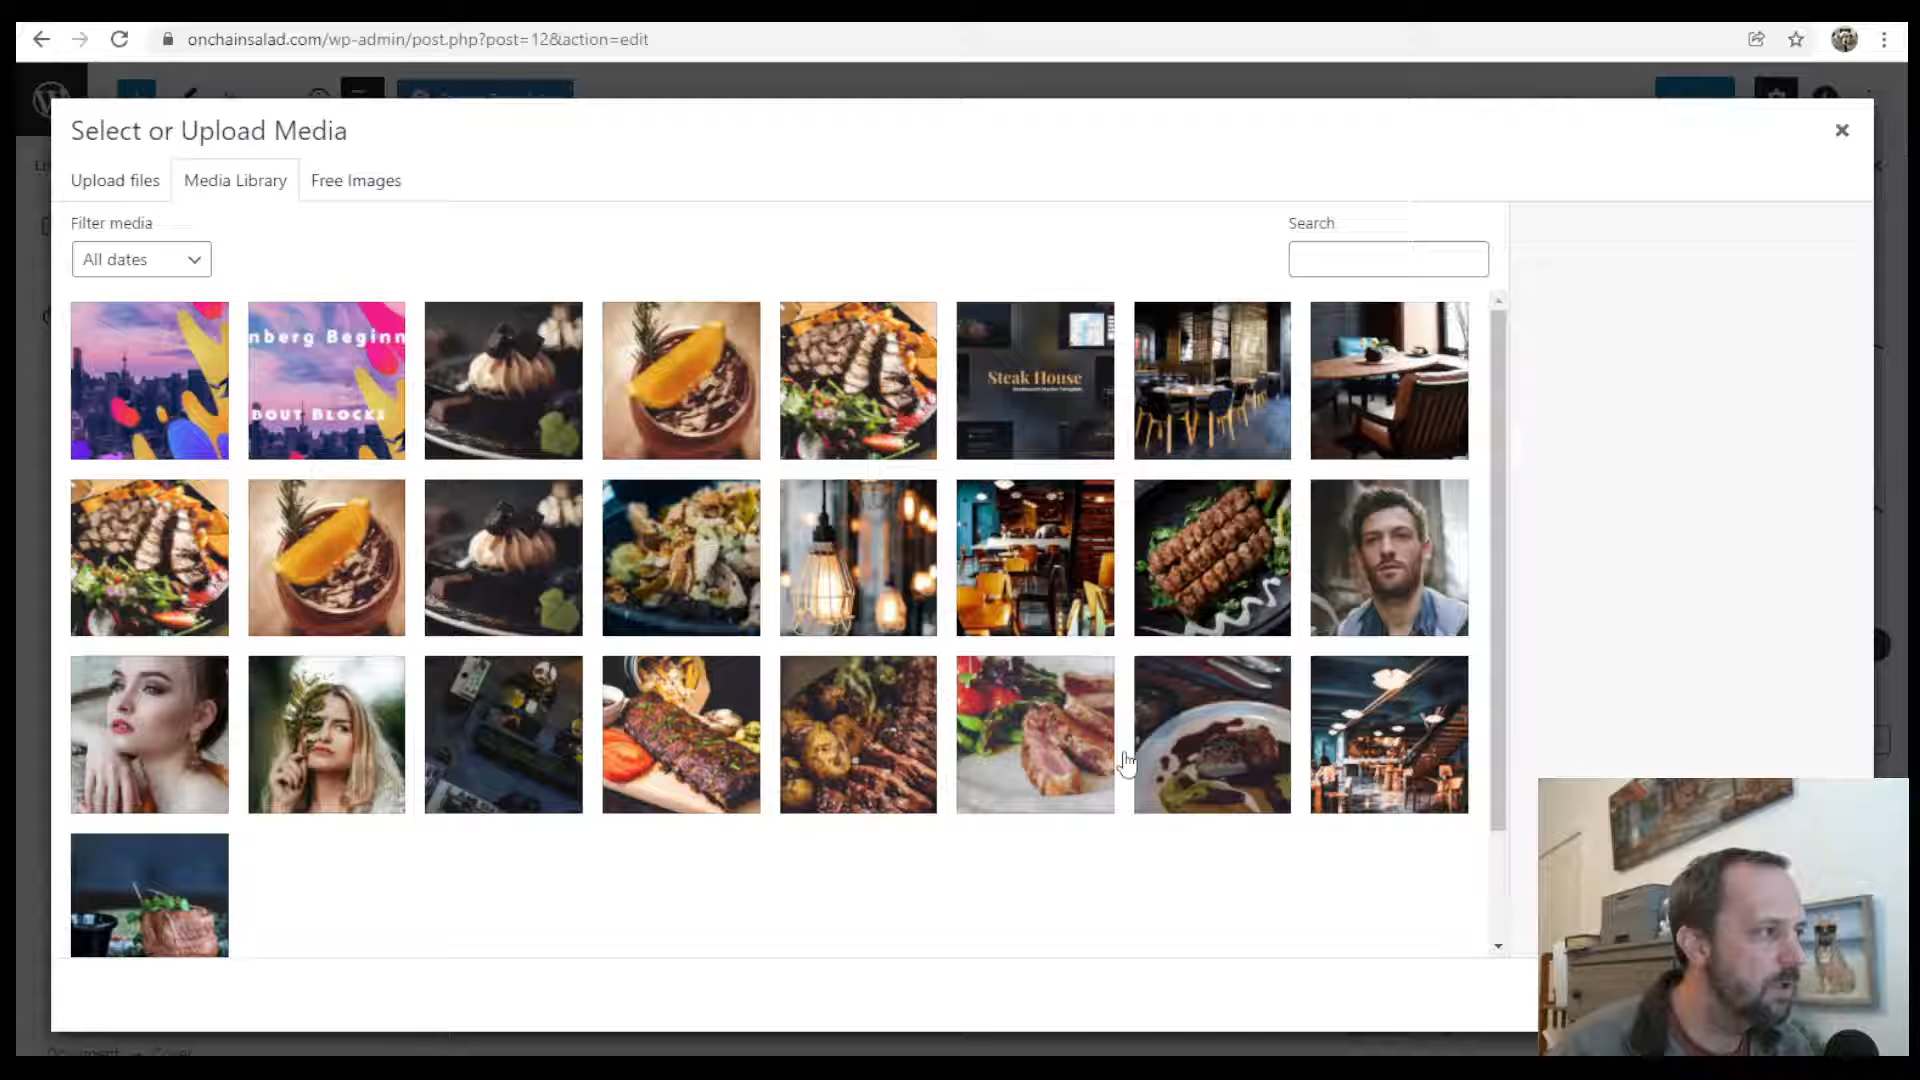 onchainsalad.com/wp-admin/post.php?post=12&action=edit
Select or Upload Media
Upload files
Media Library
Free Images
Filter media
Search
All dates
nberg Beginn
BOUT BLOCKS
Steak House